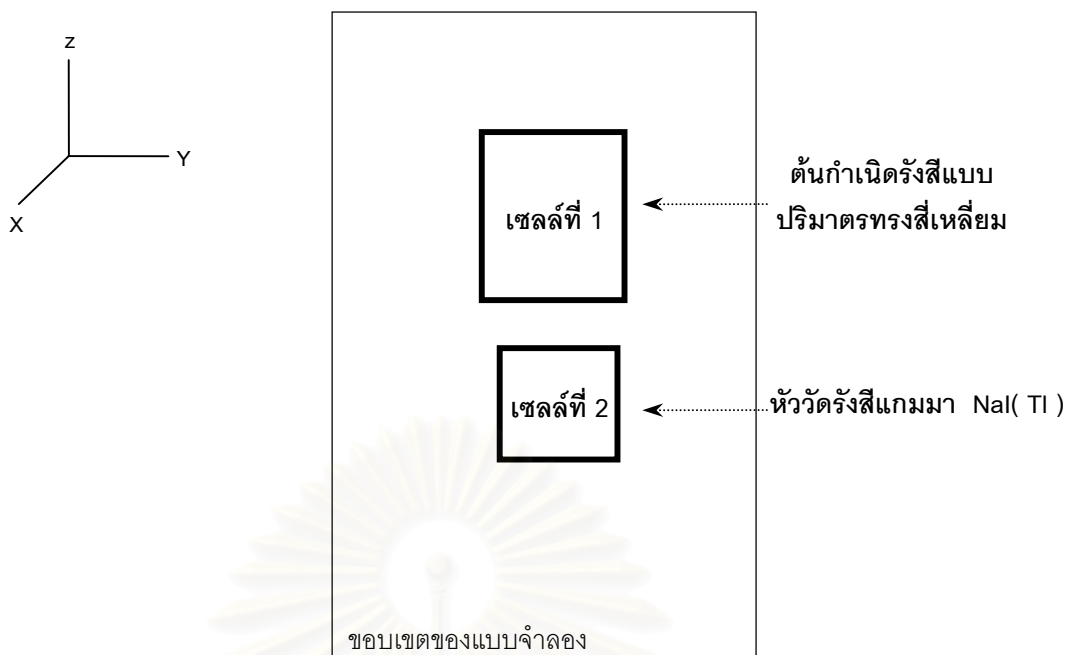 z
Y
X
เซลล์ที่ 1
ต้นกำเนิดรังสีแบบ
ปริมาตรทรงสี่เหลี่ยม
เซลล์ที่ 2
หัววัดรังสีแกมมา NaI( Tl )
ขอบเขตของแบบจำลอง